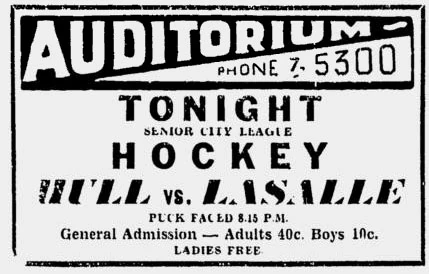 AUDITORIUM
PHONE 7-5300
TONIGHT
SENIOR CITY LEAGUE
HOCKEY
HULL vs. LASALLE
PUCK FACED 8.15 P.M.
General Admission — Adults 40c. Boys 10c.
LADIES FREE